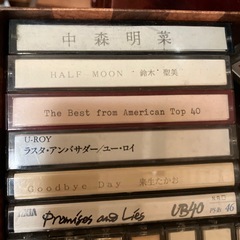 中森明菜
HALF MOON 〝鈴木〟聖美
The Best from American Top 40
U-ROY
ラスタ・アンバサダー/ユー・ロイ
Goodbye Day 来生たかお
Promises and Lies UB40
46